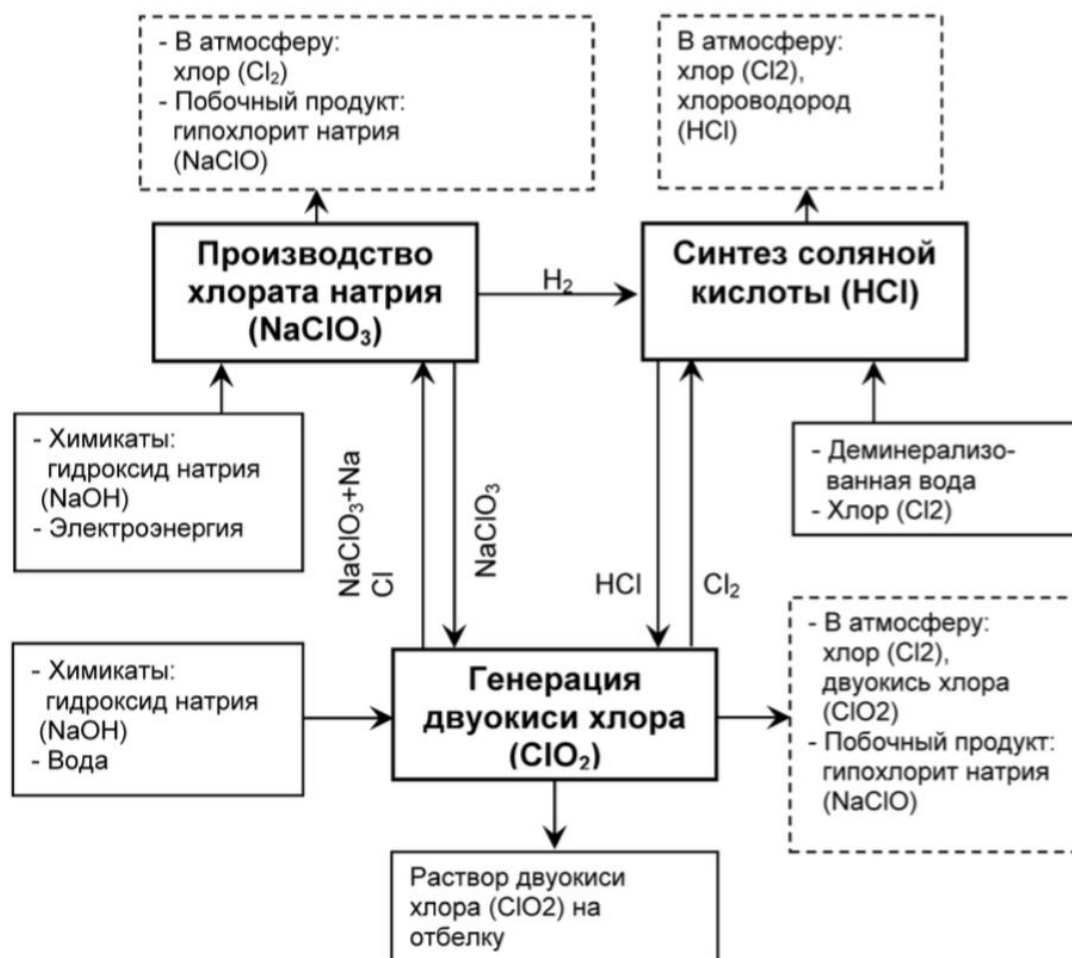 - В атмосферу:
хлор (Cl₂)
- Побочный продукт:
гипохлорит натрия
(NaClO)
В атмосферу:
хлор (Cl2),
хлороводород
(HCl)
Производство
хлората натрия
(NaClO₃)
H₂
Синтез соляной
кислоты (HCl)
- Химикаты:
гидроксид натрия
(NaOH)
- Электроэнергия
NaClO₃+Na
Cl
NaClO₃
HCl
Cl₂
- Деминерализо-
ванная вода
- Хлор (Cl2)
- Химикаты:
гидроксид натрия
(NaOH)
- Вода
Генерация
двуокиси хлора
(ClO₂)
- В атмосферу:
хлор (Cl2),
двуокись хлора
(ClO2)
- Побочный продукт:
гипохлорит натрия
(NaClO)
Раствор двуокиси
хлора (ClO2) на
отбелку